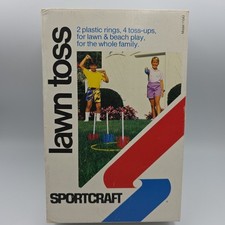 lawn toss
2 plastic rings, 4 toss-ups,
for lawn & beach play,
for the whole family.
SPORTCRAFT